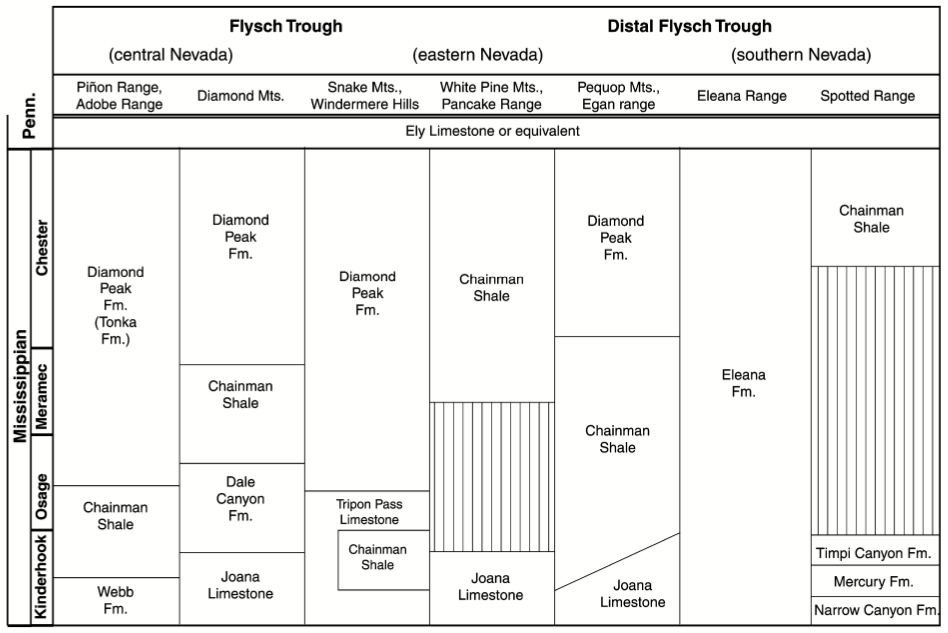 Flysch Trough
Distal Flysch Trough
(central Nevada)
(eastern Nevada)
(southern Nevada)
Piñon Range,
Adobe Range
Diamond Mts.
Snake Mts.,
Windermere Hills
White Pine Mts.,
Pancake Range
Pequop Mts.,
Egan range
Eleana Range
Spotted Range
Penn.
Ely Limestone or equivalent
Mississippian
Chester
Meramec
Osage
Kinderhook
Diamond
Peak
Fm.
(Tonka
Fm.)
Chainman
Shale
Webb
Fm.
Diamond
Peak
Fm.
Chainman
Shale
Dale
Canyon
Fm.
Joana
Limestone
Diamond
Peak
Fm.
Tripon Pass
Limestone
Chainman
Shale
Chainman
Shale
Joana
Limestone
Diamond
Peak
Fm.
Chainman
Shale
Joana
Limestone
Eleana
Fm.
Chainman
Shale
Timpi Canyon Fm.
Mercury Fm.
Narrow Canyon Fm.